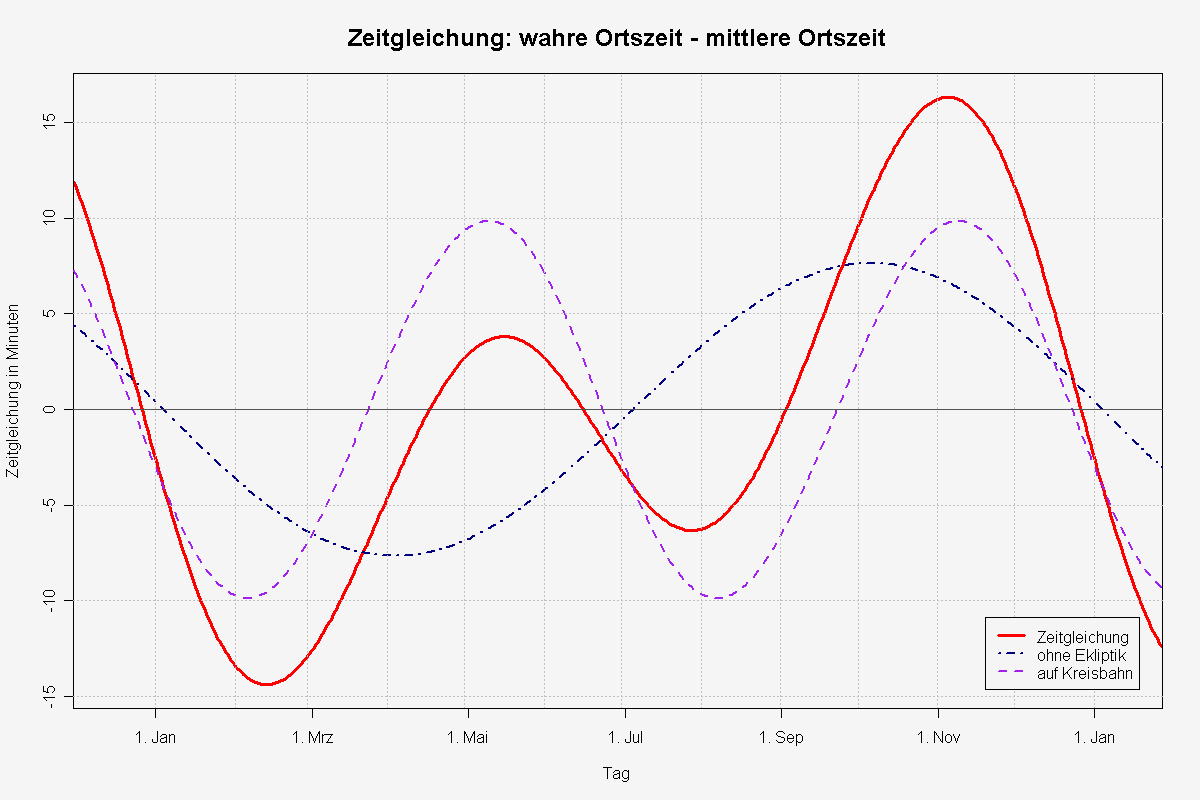 Zeitgleichung: wahre Ortszeit - mittlere Ortszeit
Zeitgleichung in Minuten
15
10
5
0
-5
-10
-15
Zeitgleichung
ohne Ekliptik
auf Kreisbahn
1. Jan
1. Mrz
1. Mai
1. Jul
1. Sep
1. Nov
1. Jan
Tag